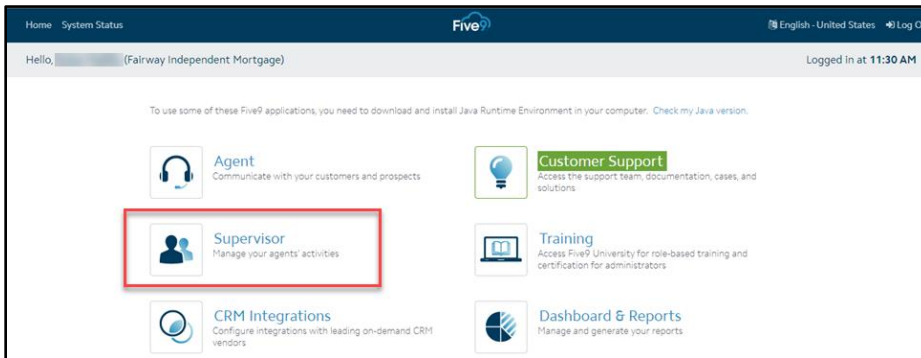 Home System Status
Five9
English - United States Log O
Hello, (Fairway Independent Mortgage)
Logged in at 11:30 AM
To use some of these Five9 applications, you need to download and install Java Runtime Environment in your computer. Check my Java version.
Agent
Communicate with your customers and prospects
Customer Support
Access the support team, documentation, cases, and
solutions
Supervisor
Manage your agents' activities
Training
Access Five9 University for role-based training and
certification for administrators
CRM Integrations
Configure integrations with leading on-demand CRM
vendors
Dashboard & Reports
Manage and generate your reports